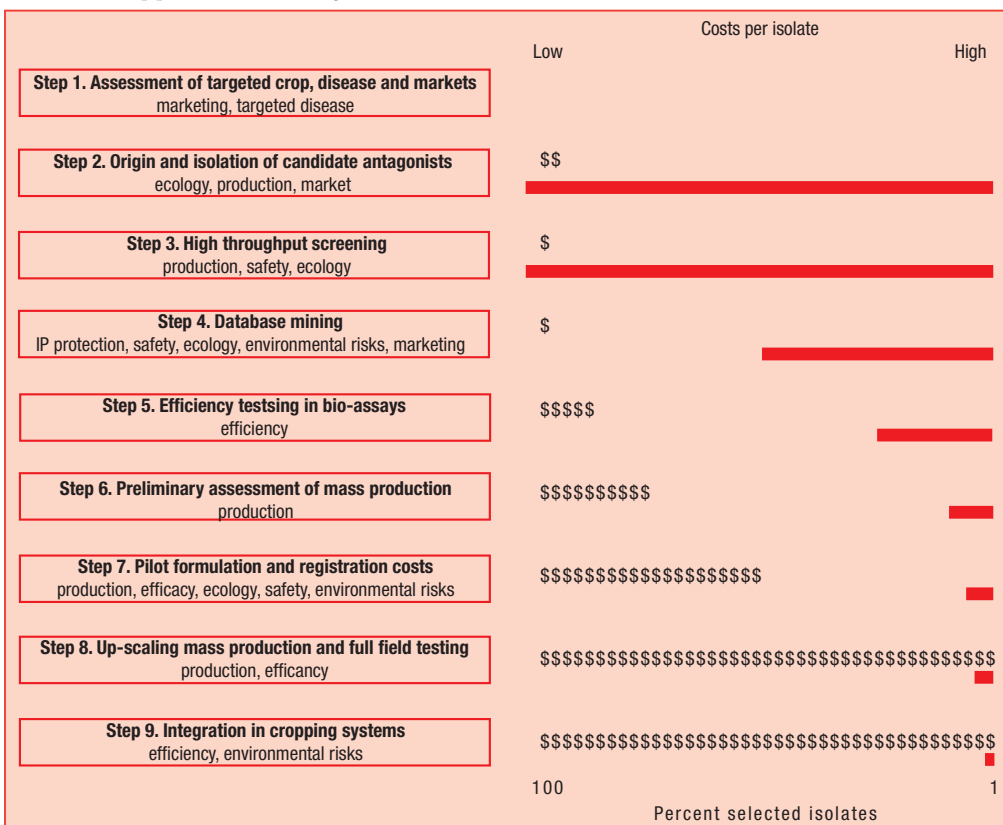 Costs per isolate
Low High
Step 1. Assessment of targeted crop, disease and markets
marketing, targeted disease
Step 2. Origin and isolation of candidate antagonists
ecology, production, market
$$
Step 3. High throughput screening
production, safety, ecology
$
Step 4. Database mining
IP protection, safety, ecology, environmental risks, marketing
$
Step 5. Efficiency testsing in bio-assays
efficiency
$$$$$
Step 6. Preliminary assessment of mass production
production
$$$$$$$$$$
Step 7. Pilot formulation and registration costs
production, efficacy, ecology, safety, environmental risks
$$$$$$$$$$$$$$$$$$$$
Step 8. Up-scaling mass production and full field testing
production, efficancy
$$$$$$$$$$$$$$$$$$$$$$$$$$$$$$$$$$$$$$$$$
Step 9. Integration in cropping systems
efficiency, environmental risks
$$$$$$$$$$$$$$$$$$$$$$$$$$$$$$$$$$$$$$$$$
100 1
Percent selected isolates